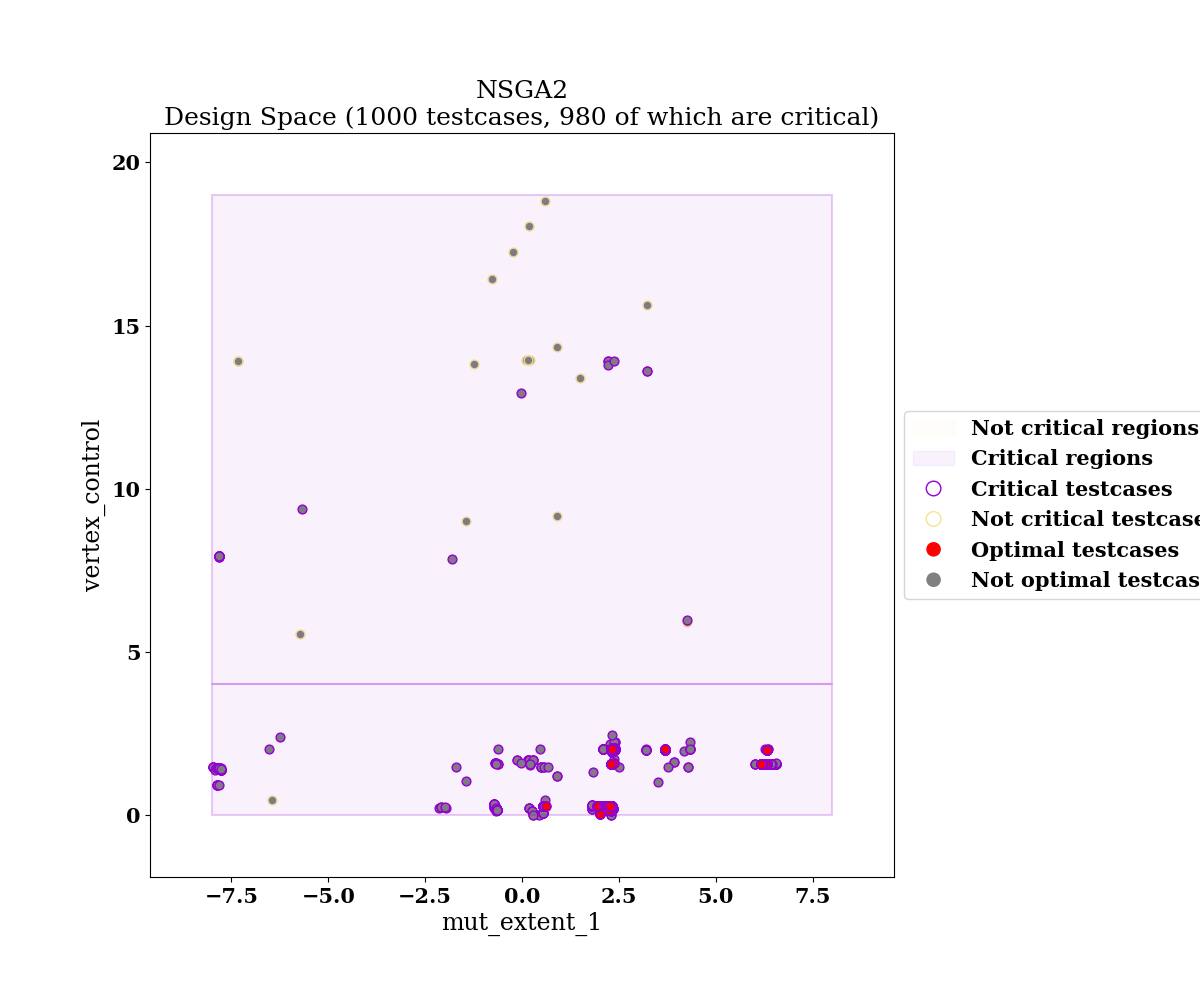 NSGA2
Design Space (1000 testcases, 980 of which are critical)
20
15
10
5
0
vertex_control
−7.5
−5.0
−2.5
0.0
2.5
5.0
7.5
mut_extent_1
Not critical regions
Critical regions
Critical testcases
Not critical testcase
Optimal testcases
Not optimal testcas